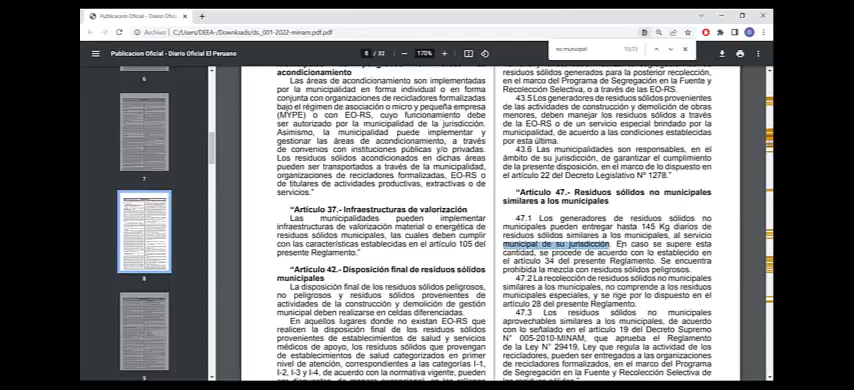 Publicacion Oficial - Diario Ofic
Archivo C:/Users/DEEA-/Downloads/ds._001-2022-minam.pdf.pdf
Publicacion Oficial - Diario Oficial El Peruano
8 / 32
170%
no municipal
15/73
6
7
8
9
acondicionamiento
Las áreas de acondicionamiento son implementadas
por la municipalidad en forma individual o en forma
conjunta con organizaciones de recicladores formalizadas
bajo el régimen de asociación o micro y pequeña empresa
(MYPE) o con EO-RS, cuyo funcionamiento debe
ser autorizado por la municipalidad de la jurisdicción.
Asimismo, la municipalidad puede implementar y
gestionar las áreas de acondicionamiento, a través
de convenios con instituciones públicas y/o privadas.
Los residuos sólidos acondicionados en dichas áreas
pueden ser transportados a través de la municipalidad,
organizaciones de recicladores formalizadas, EO-RS o
de titulares de actividades productivas, extractivas o de
servicios."
"Artículo 37.- Infraestructuras de valorización
Las municipalidades pueden implementar
infraestructuras de valorización material o energética de
residuos sólidos municipales, las cuales deben cumplir
con las características establecidas en el artículo 105 del
presente Reglamento."
"Artículo 42.- Disposición final de residuos sólidos
municipales
La disposición final de los residuos sólidos peligrosos,
no peligrosos y residuos provenientes de
actividades de la construcción y demolición de gestión
municipal deben realizarse en celdas diferenciadas.
En aquellos lugares donde no existan EO-RS que
realicen la disposición final de los residuos sólidos
provenientes de establecimientos de salud y servicios
médicos de apoyo, los residuos que provengan
de establecimientos de salud categorizados en primer
nivel de atención, correspondientes a las categorías I-1,
I-2, I-3 y I-4, de acuerdo con la normativa vigente, pueden
residuos sólidos generados para la posterior recolección,
en el marco del Programa de Segregación en la Fuente
y Recolección Selectiva, o a través de las EO-RS.
43.5 Los generadores de residuos sólidos provenientes
de las actividades de construcción y demolición de obras
menores, deben manejar los residuos sólidos a través
de la EO-RS o de un servicio especial brindado por la
municipalidad, de acuerdo a las condiciones establecidas
por esta última.
43.6 Las municipalidades son responsables, en el
ámbito de su jurisdicción, de garantizar el cumplimiento
de la presente disposición, en el marco de lo dispuesto en
el artículo 22 del Decreto Legislativo N° 1278."
"Artículo 47.- Residuos sólidos no municipales
similares a los municipales
47.1 Los generadores de residuos sólidos no
municipales pueden entregar hasta 145 Kg diarios de
residuos sólidos similares a los municipales, al servicio
municipal de su jurisdicción. En caso se supere esta
cantidad, se procede de acuerdo con lo establecido en
el artículo 34 del presente Reglamento. Se encuentra
prohibida la mezcla con residuos sólidos peligrosos.
47.2 La recolección de residuos sólidos no municipales
similares a los municipales, no comprende a los residuos
municipales especiales, y se rige por lo dispuesto en el
artículo 28 del presente Reglamento.
47.3 Los residuos sólidos no municipales
aprovechables similares a los municipales, de acuerdo
con lo señalado en el artículo 19 del Decreto Supremo
N° 005-2010-MINAM, que aprueba el Reglamento
de la Ley N° 29419, Ley que regula la actividad de los
recicladores, pueden ser entregados a las organizaciones
de recicladores formalizados, en el marco del Programa
de Segregación en la Fuente y Recolección Selectiva de